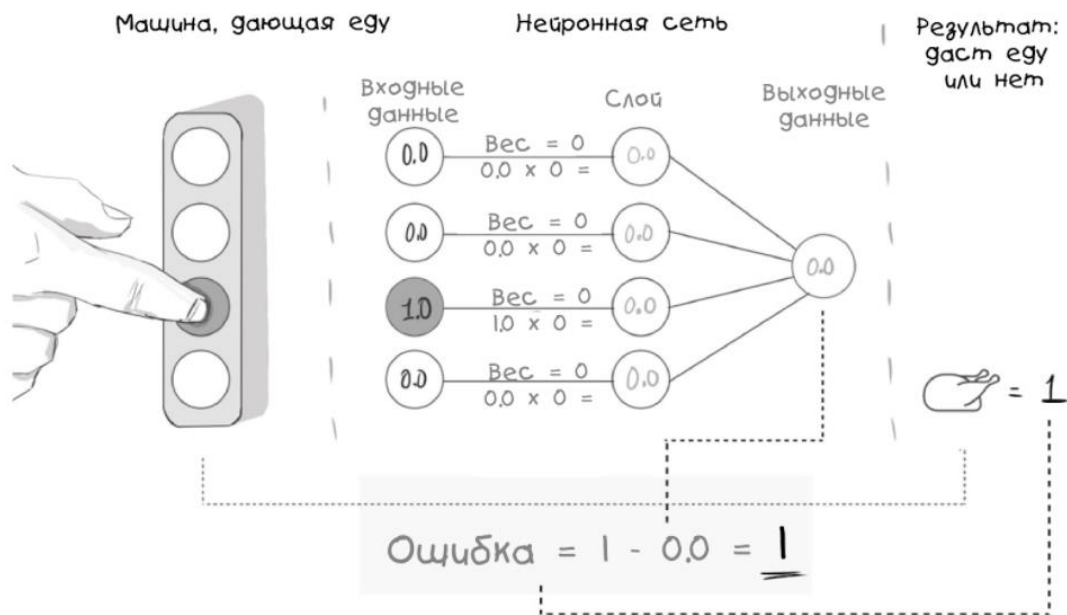 Машина, дающая еду
Нейронная сеть
Результат:
даст еду
или нет
Входные
данные
Слой
Выходные
данные
0.0
Вес = 0
0.0 x 0 =
0.0
0.0
Вес = 0
0.0 x 0 =
0.0
0.0
1.0
Вес = 0
1.0 x 0 =
0.0
0.0
Вес = 0
0.0 x 0 =
0.0
= 1
Ошибка = 1 - 0.0 = 1